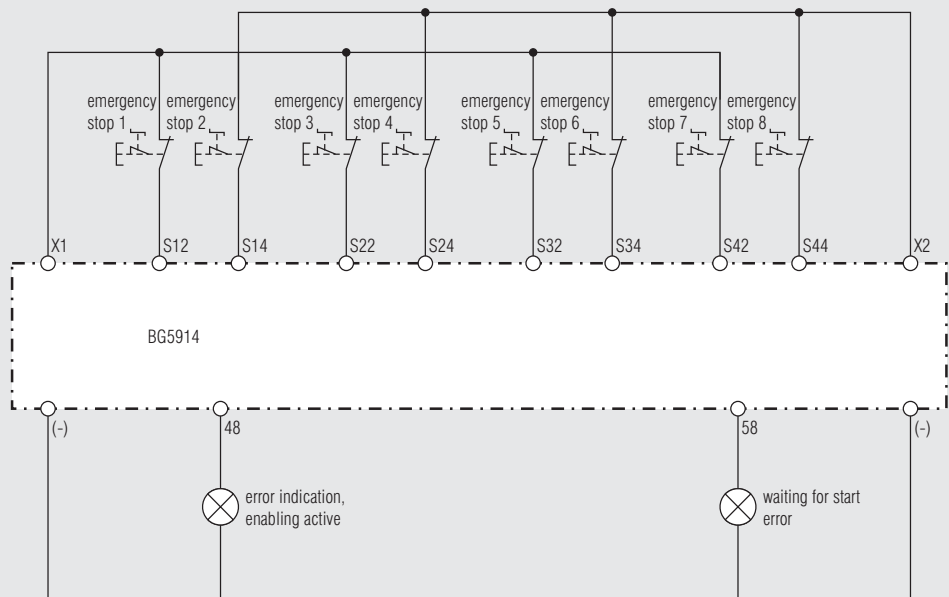 emergency
stop 1
emergency
stop 2
emergency
stop 3
emergency
stop 4
emergency
stop 5
emergency
stop 6
emergency
stop 7
emergency
stop 8
X1
S12
S14
S22
S24
S32
S34
S42
S44
X2
BG5914
(-)
48
58
(-)
error indication,
enabling active
waiting for start
error